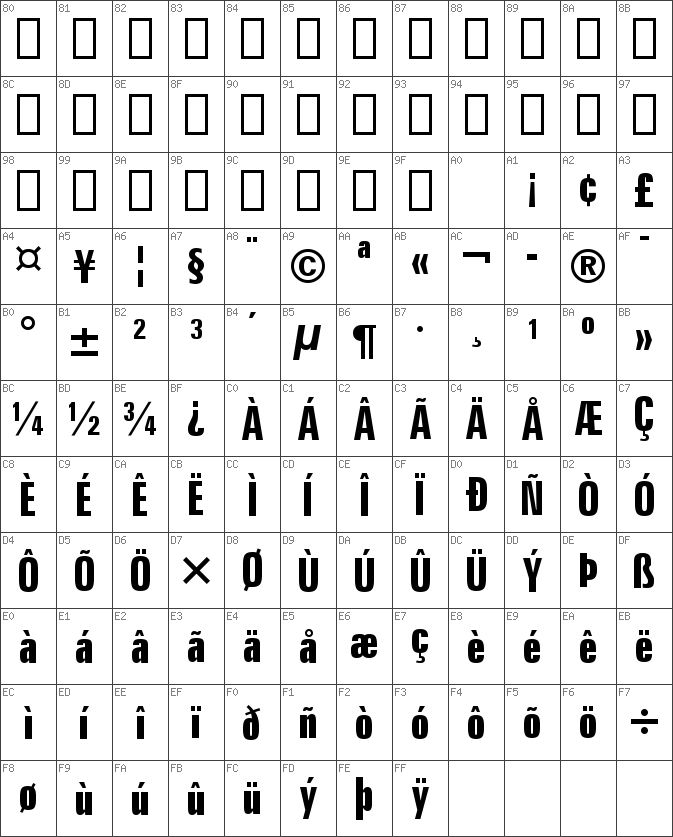 80 81 82 83 84 85 86 87 88 89 8A 8B
8C 8D 8E 8F 90 91 92 93 94 95 96 97
98 99 9A 9B 9C 9D 9E 9F A0 A1 A2 A3
¡ ¢ £
A4 A5 A6 A7 A8 A9 AA AB AC AD AE AF
¤ ¥ ¦ § ¨ © ª « ¬ - ® ¯
B0 B1 B2 B3 B4 B5 B6 B7 B8 B9 BA BB
° ± ² ³ ´ µ ¶ · ¸ ¹ º »
BC BD BE BF C0 C1 C2 C3 C4 C5 C6 C7
¼ ½ ¾ ¿ À Á Â Ã Ä Å Æ Ç
C8 C9 CA CB CC CD CE CF D0 D1 D2 D3
È É Ê Ë Ì Í Î Ï Ð Ñ Ò Ó
D4 D5 D6 D7 D8 D9 DA DB DC DD DE DF
Ô Õ Ö × Ø Ù Ú Û Ü Ý Þ ß
E0 E1 E2 E3 E4 E5 E6 E7 E8 E9 EA EB
à á â ã ä å æ ç è é ê ë
EC ED EE EF F0 F1 F2 F3 F4 F5 F6 F7
ì í î ï ð ñ ò ó ô õ ö ÷
F8 F9 FA FB FC FD FE FF
ø ù ú û ü ý þ ÿ